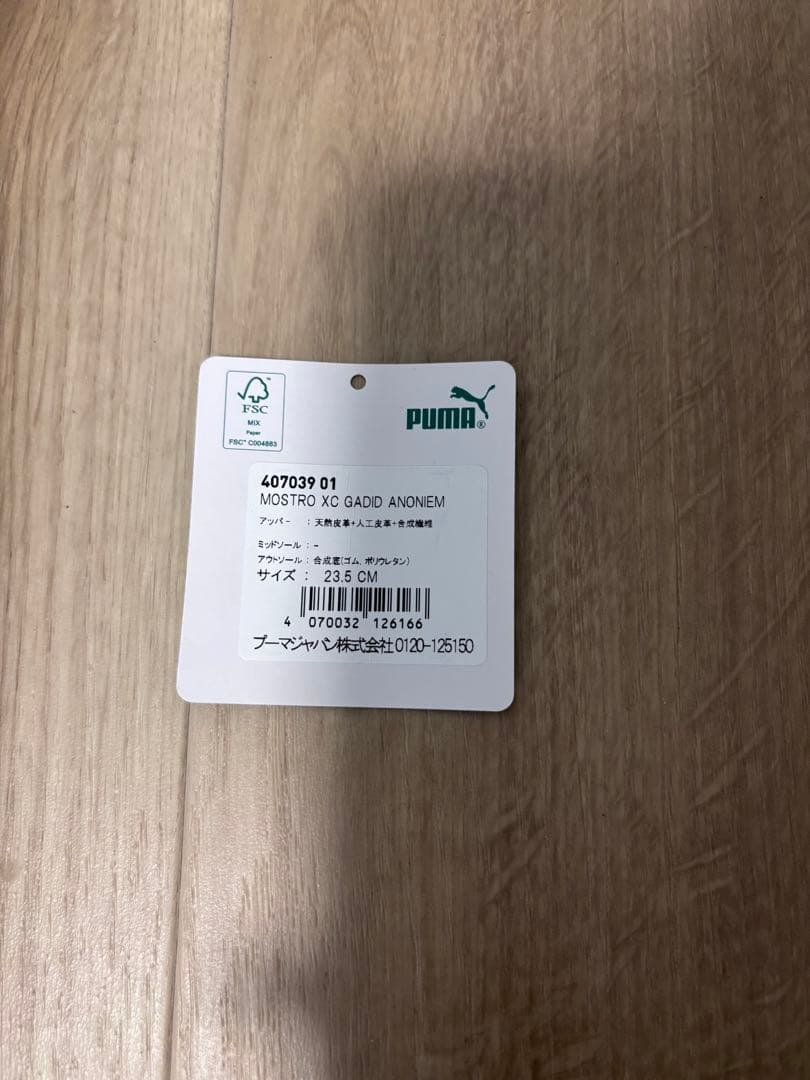 FSC
MIX
Paper
FSC™ C004883
PUMA®
407039 01
MOSTRO XC GADID ANONIEM
アッパー : 天然皮革+人工皮革+合成繊維
ミッドソール : -
アウトソール : 合成底(ゴム、ポリウレタン)
サイズ : 23.5 CM
4 070032 126166
プーマジャパン株式会社0120-125150